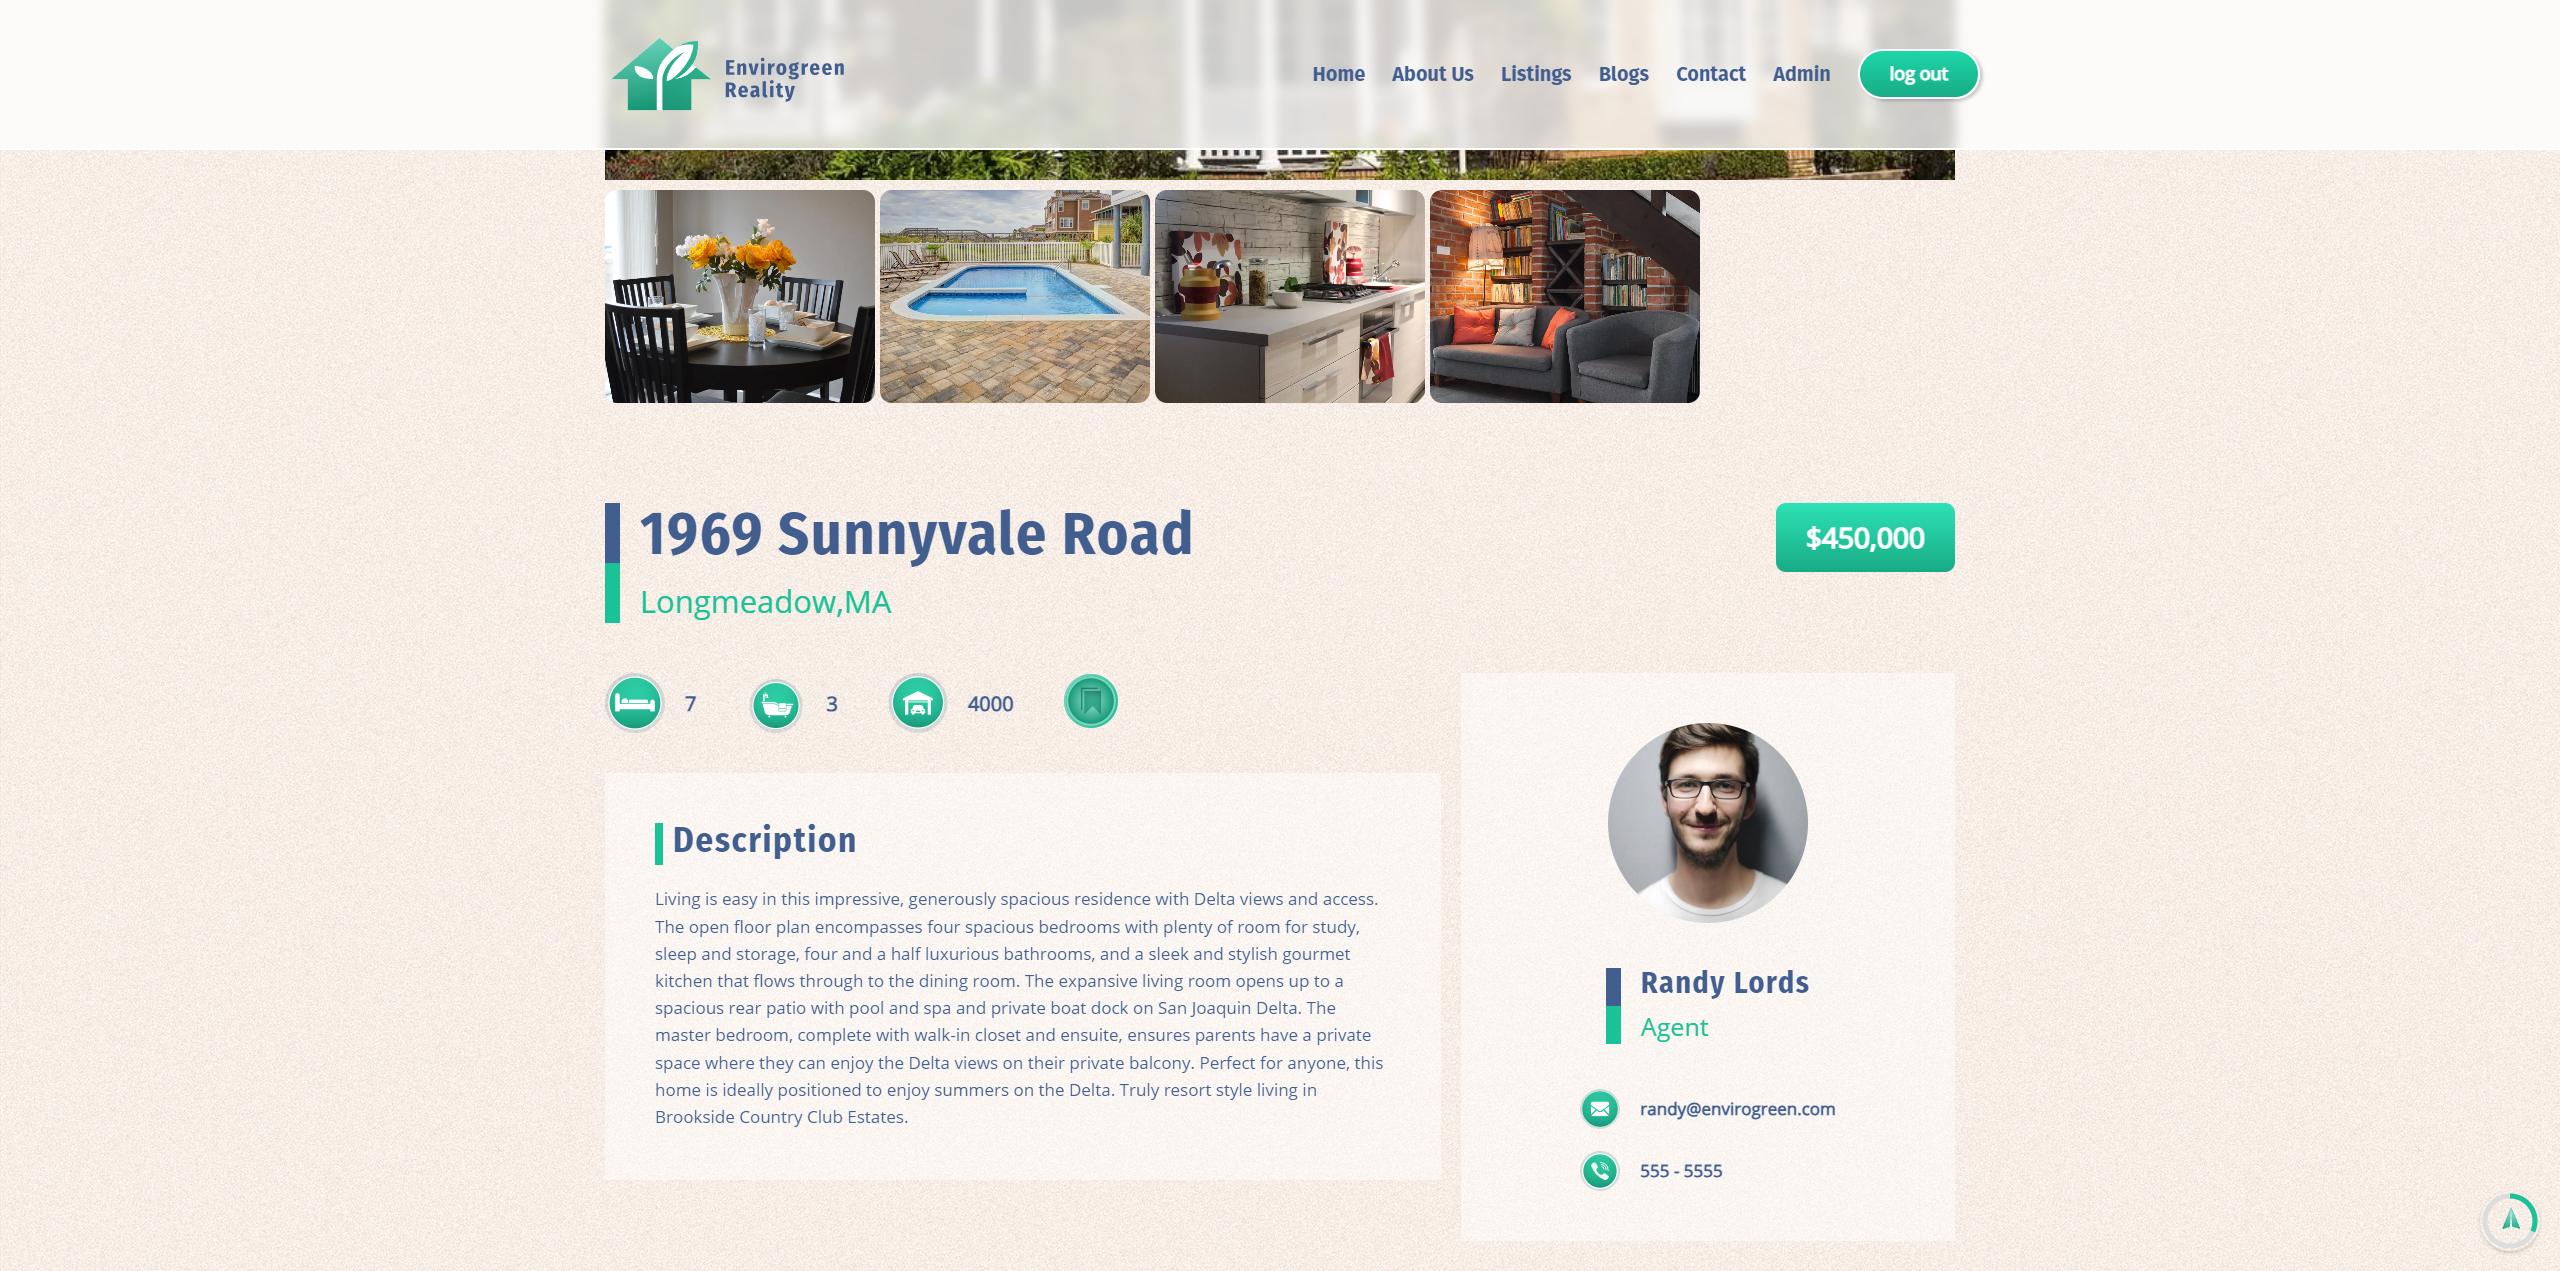 Envirogreen
Reality
Home About Us Listings Blogs Contact Admin log out
1969 Sunnyvale Road
$450,000
Longmeadow,MA
7 3 4000
Description
Living is easy in this impressive, generously spacious residence with Delta views and access.
The open floor plan encompasses four spacious bedrooms with plenty of room for study,
sleep and storage, four and a half luxurious bathrooms, and a sleek and stylish gourmet
kitchen that flows through to the dining room. The expansive living room opens up to a
spacious rear patio with pool and spa and private boat dock on San Joaquin Delta. The
master bedroom, complete with walk-in closet and ensuite, ensures parents have a private
space where they can enjoy the Delta views on their private balcony. Perfect for anyone, this
home is ideally positioned to enjoy summers on the Delta. Truly resort style living in
Brookside Country Club Estates.
Randy Lords
Agent
randy@envirogreen.com
555 - 5555